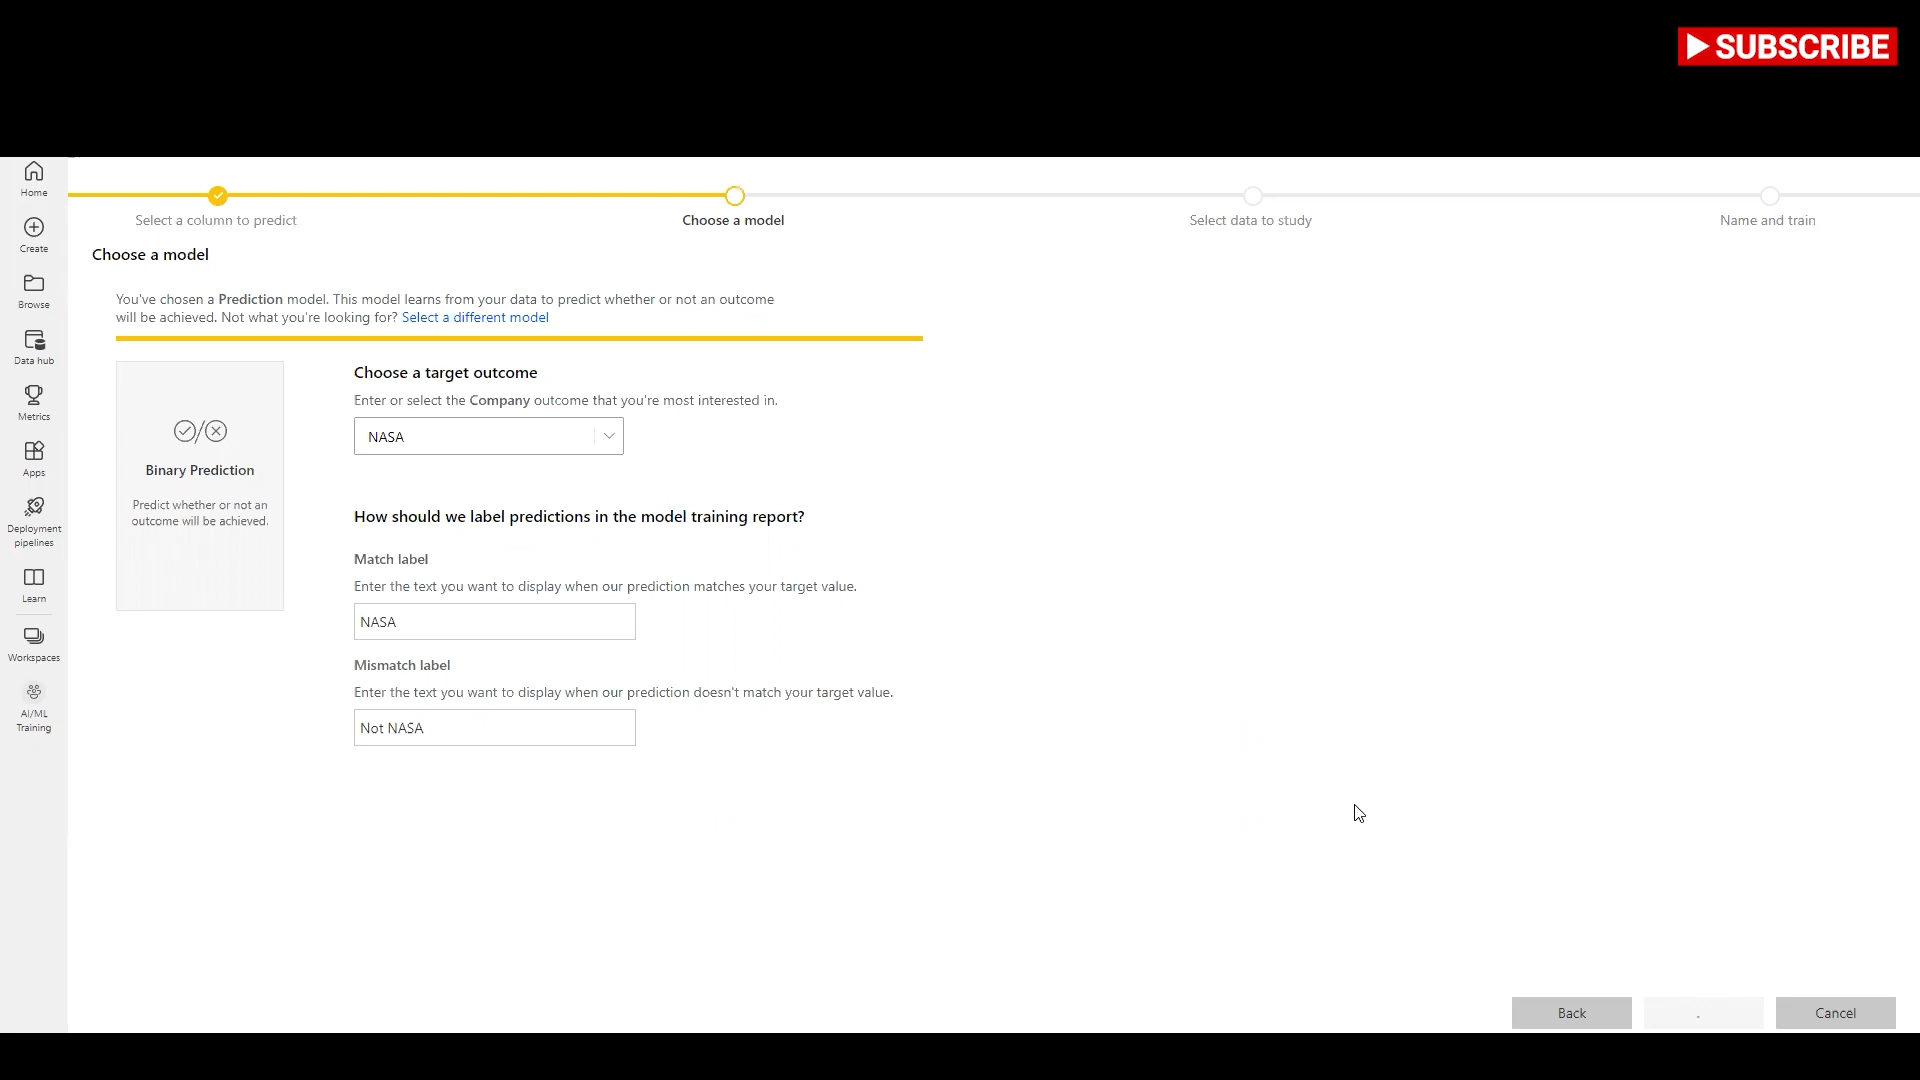 SUBSCRIBE
Home
Create
Browse
Data hub
Metrics
Apps
Deployment
pipelines
Learn
Workspaces
AI/ML
Training
Select a column to predict
Choose a model
Select data to study
Name and train
Choose a model
You've chosen a Prediction model. This model learns from your data to predict whether or not an outcome
will be achieved. Not what you're looking for? Select a different model
Binary Prediction
Predict whether or not an
outcome will be achieved.
Choose a target outcome
Enter or select the Company outcome that you're most interested in.
NASA
How should we label predictions in the model training report?
Match label
Enter the text you want to display when our prediction matches your target value.
NASA
Mismatch label
Enter the text you want to display when our prediction doesn't match your target value.
Not NASA
Back
Cancel